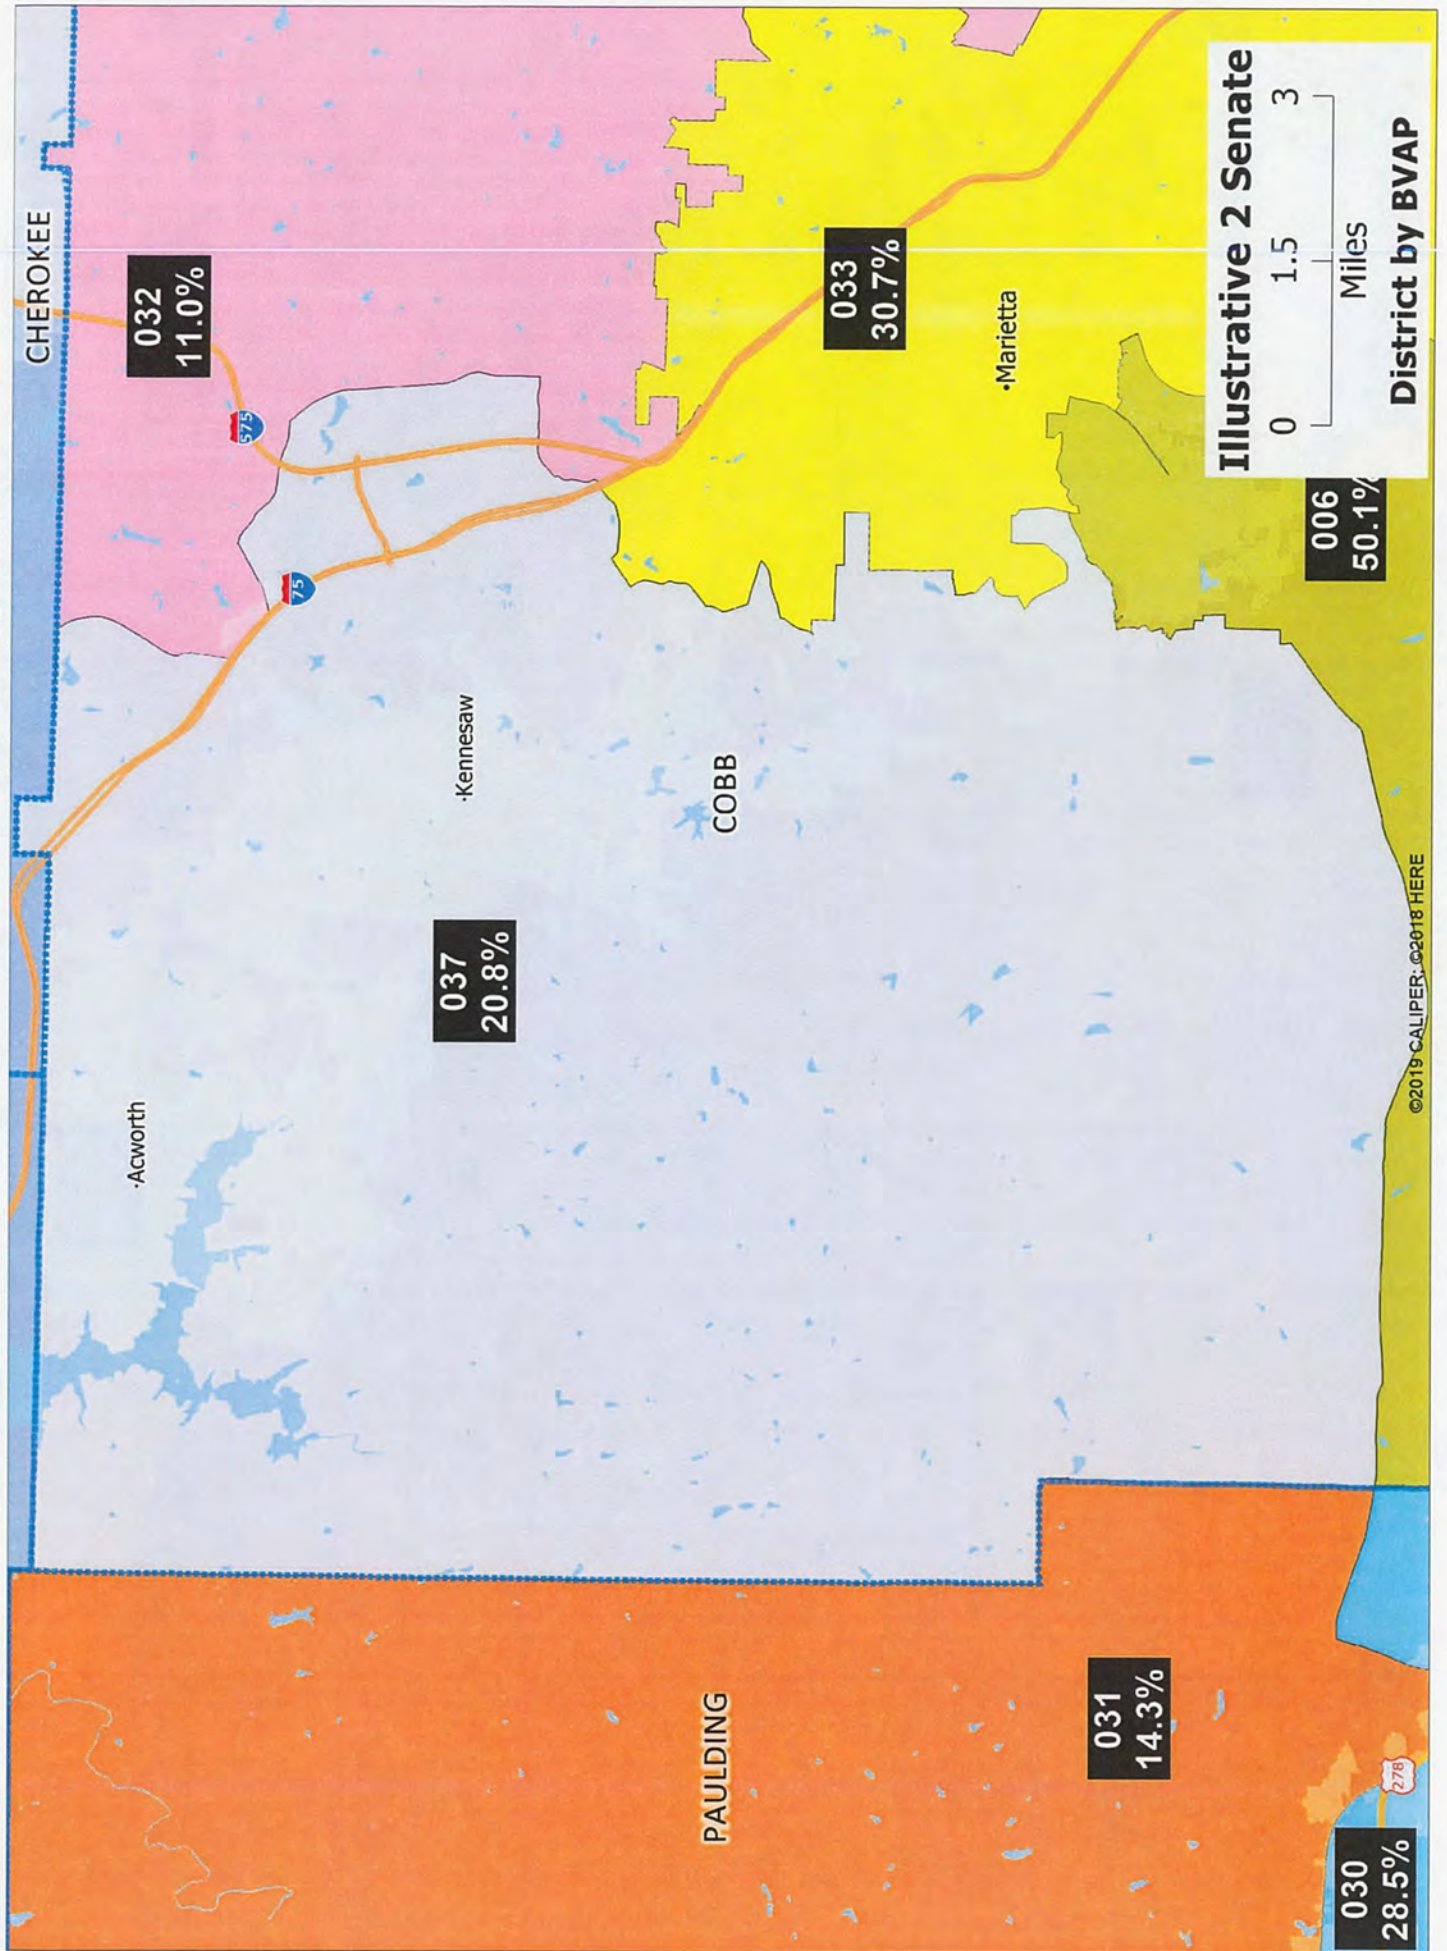 CHEROKEE
032
11.0%
575
75
·Acworth
·Kennesaw
037
20.8%
COBB
033
30.7%
·Marietta
PAULDING
031
14.3%
006
50.1%
030
28.5%
278
Illustrative 2 Senate
0 1.5 3
Miles
District by BVAP
©2019 CALIPER; ©2018 HERE